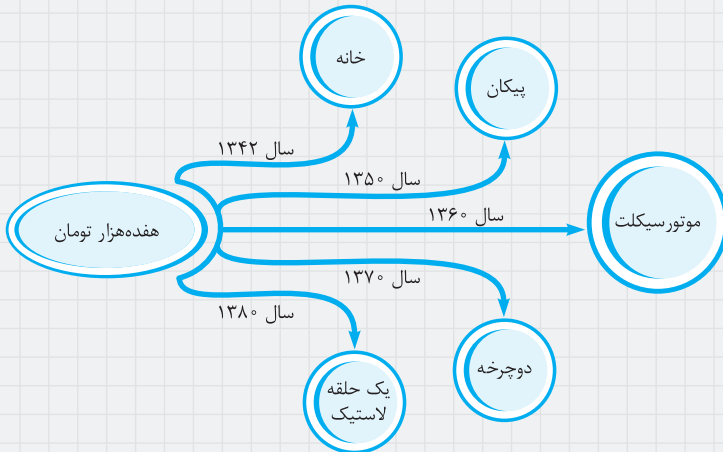 خانه
پیکان
سال ۱۳۴۲
سال ۱۳۵۰
سال ۱۳۶۰
موتورسیکلت
هفده‌هزار تومان
سال ۱۳۷۰
سال ۱۳۸۰
دوچرخه
یک حلقه
لاستیک